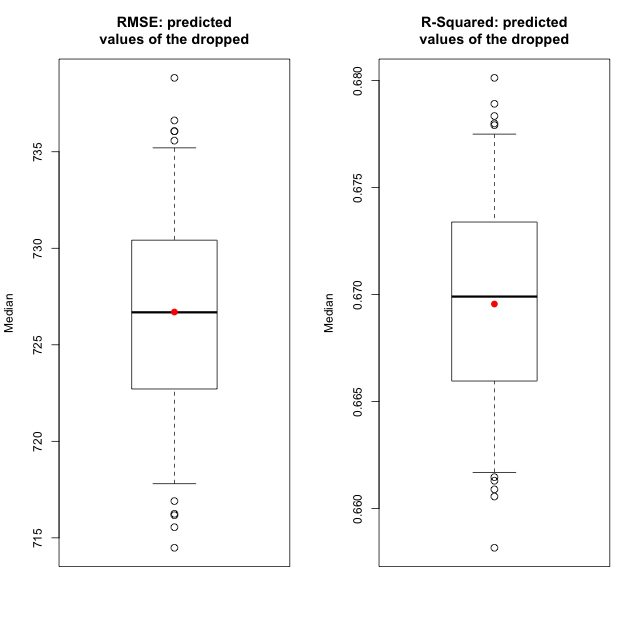 RMSE: predicted
values of the dropped
Median
735
730
725
720
715
R-Squared: predicted
values of the dropped
Median
0.680
0.675
0.670
0.665
0.660